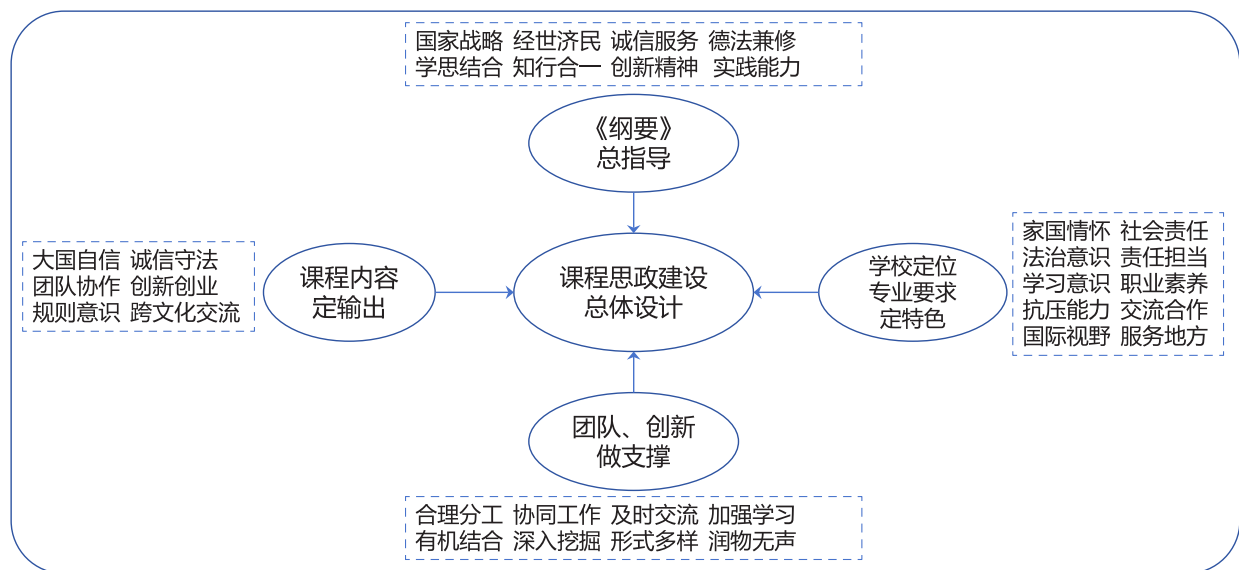 国家战略 经世济民 诚信服务 德法兼修
学思结合 知行合一 创新精神 实践能力
《纲要》
总指导
大国自信 诚信守法
团队协作 创新创业
规则意识 跨文化交流
课程内容
定输出
课程思政建设
总体设计
学校定位
专业要求
定特色
家国情怀 社会责任
法治意识 责任担当
学习意识 职业素养
抗压能力 交流合作
国际视野 服务地方
团队、创新
做支撑
合理分工 协同工作 及时交流 加强学习
有机结合 深入挖掘 形式多样 润物无声